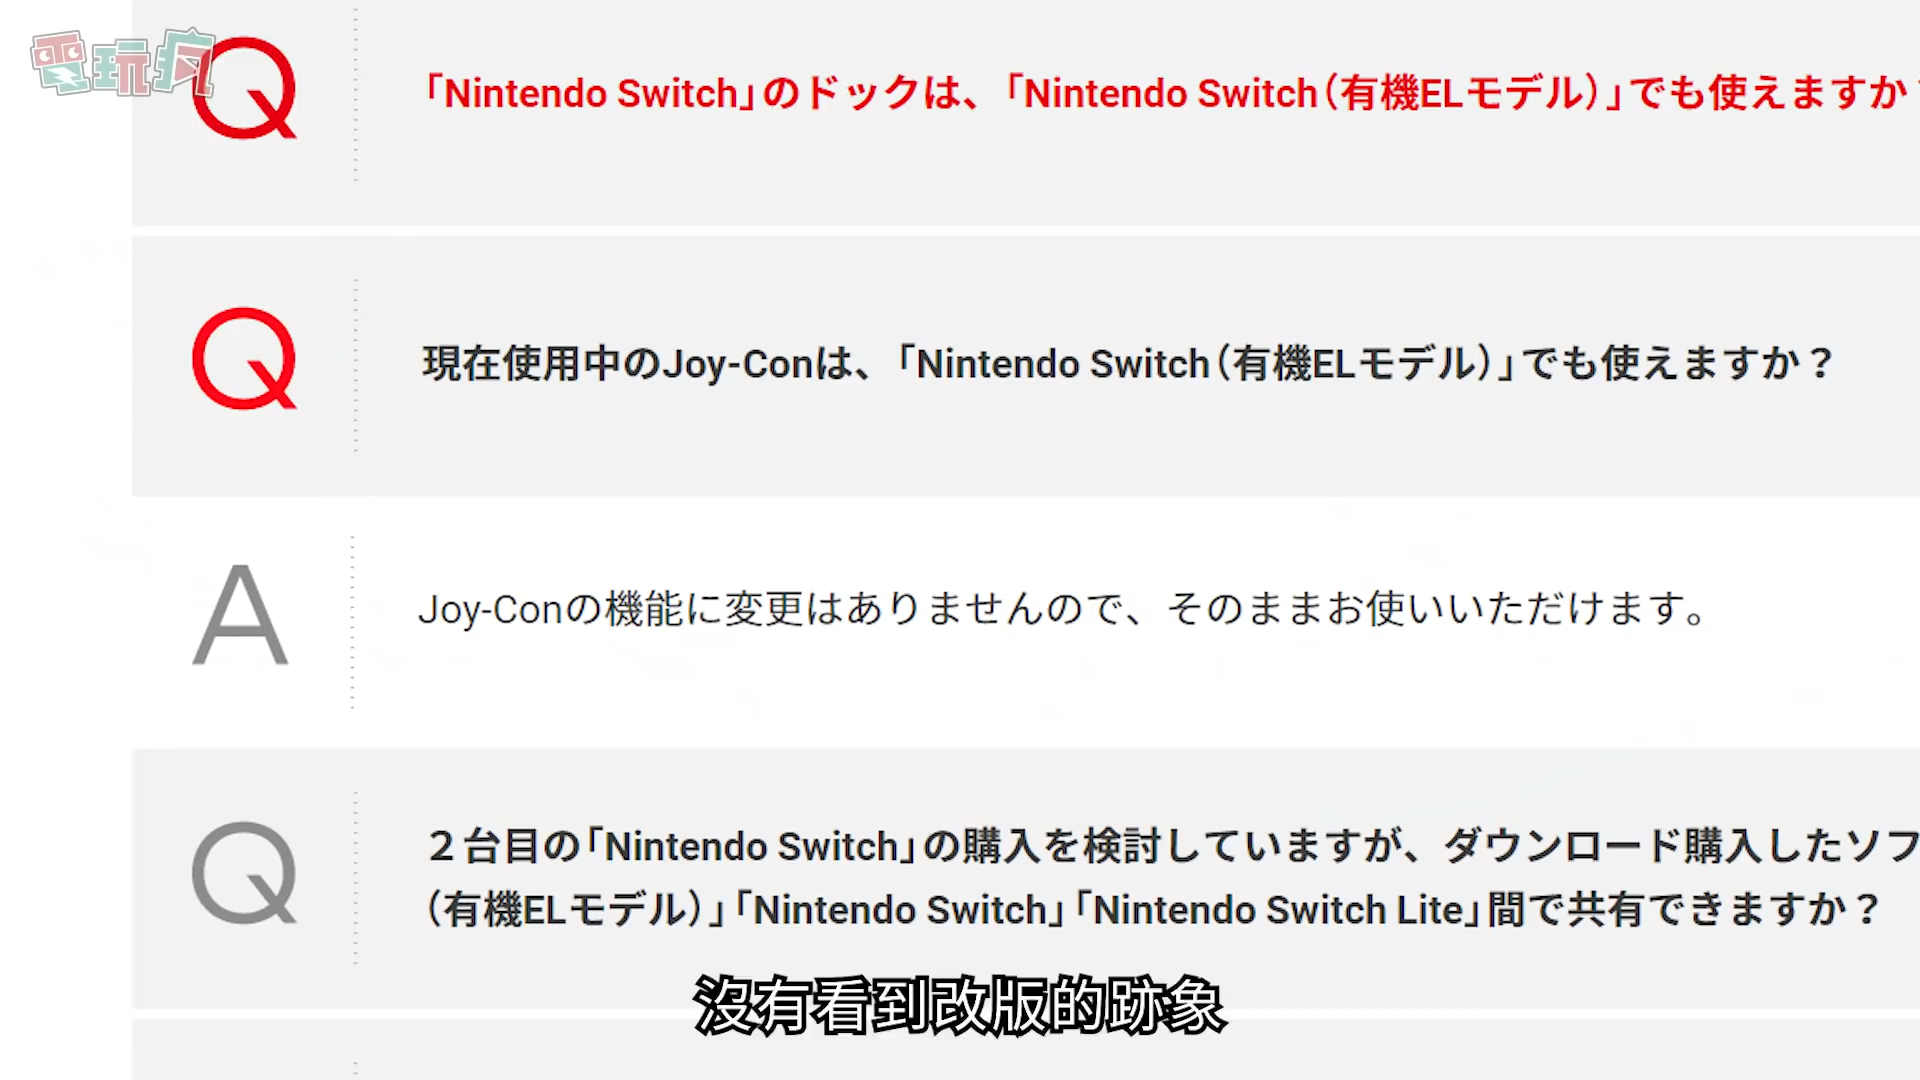 電玩瘋
Q
「Nintendo Switch」のドックは、「Nintendo Switch（有機ELモデル）」でも使えますか？
Q
現在使用中のJoy-Conは、「Nintendo Switch（有機ELモデル）」でも使えますか？
A
Joy-Conの機能に変更はありませんので、そのままお使いいただけます。
Q
２台目の「Nintendo Switch」の購入を検討していますが、ダウンロード購入したソフ
（有機ELモデル）」「Nintendo Switch」「Nintendo Switch Lite」間で共有できますか？
沒有看到改版的跡象